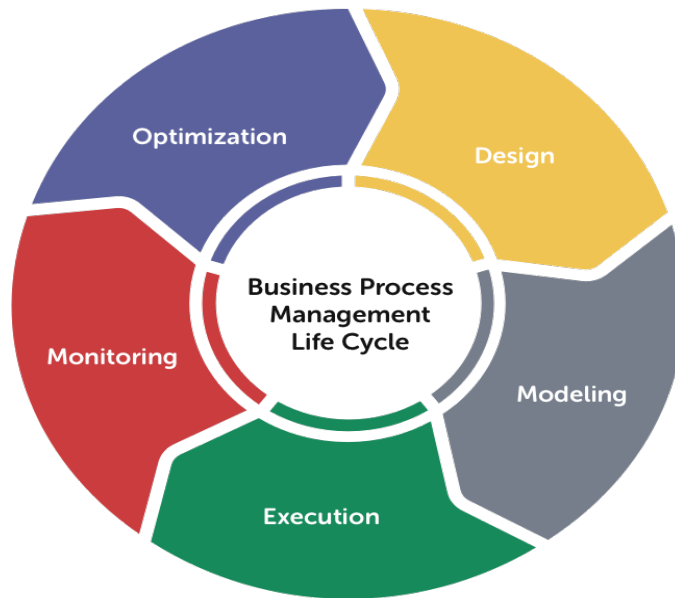 Optimization
Design
Business Process
Management
Life Cycle
Monitoring
Modeling
Execution